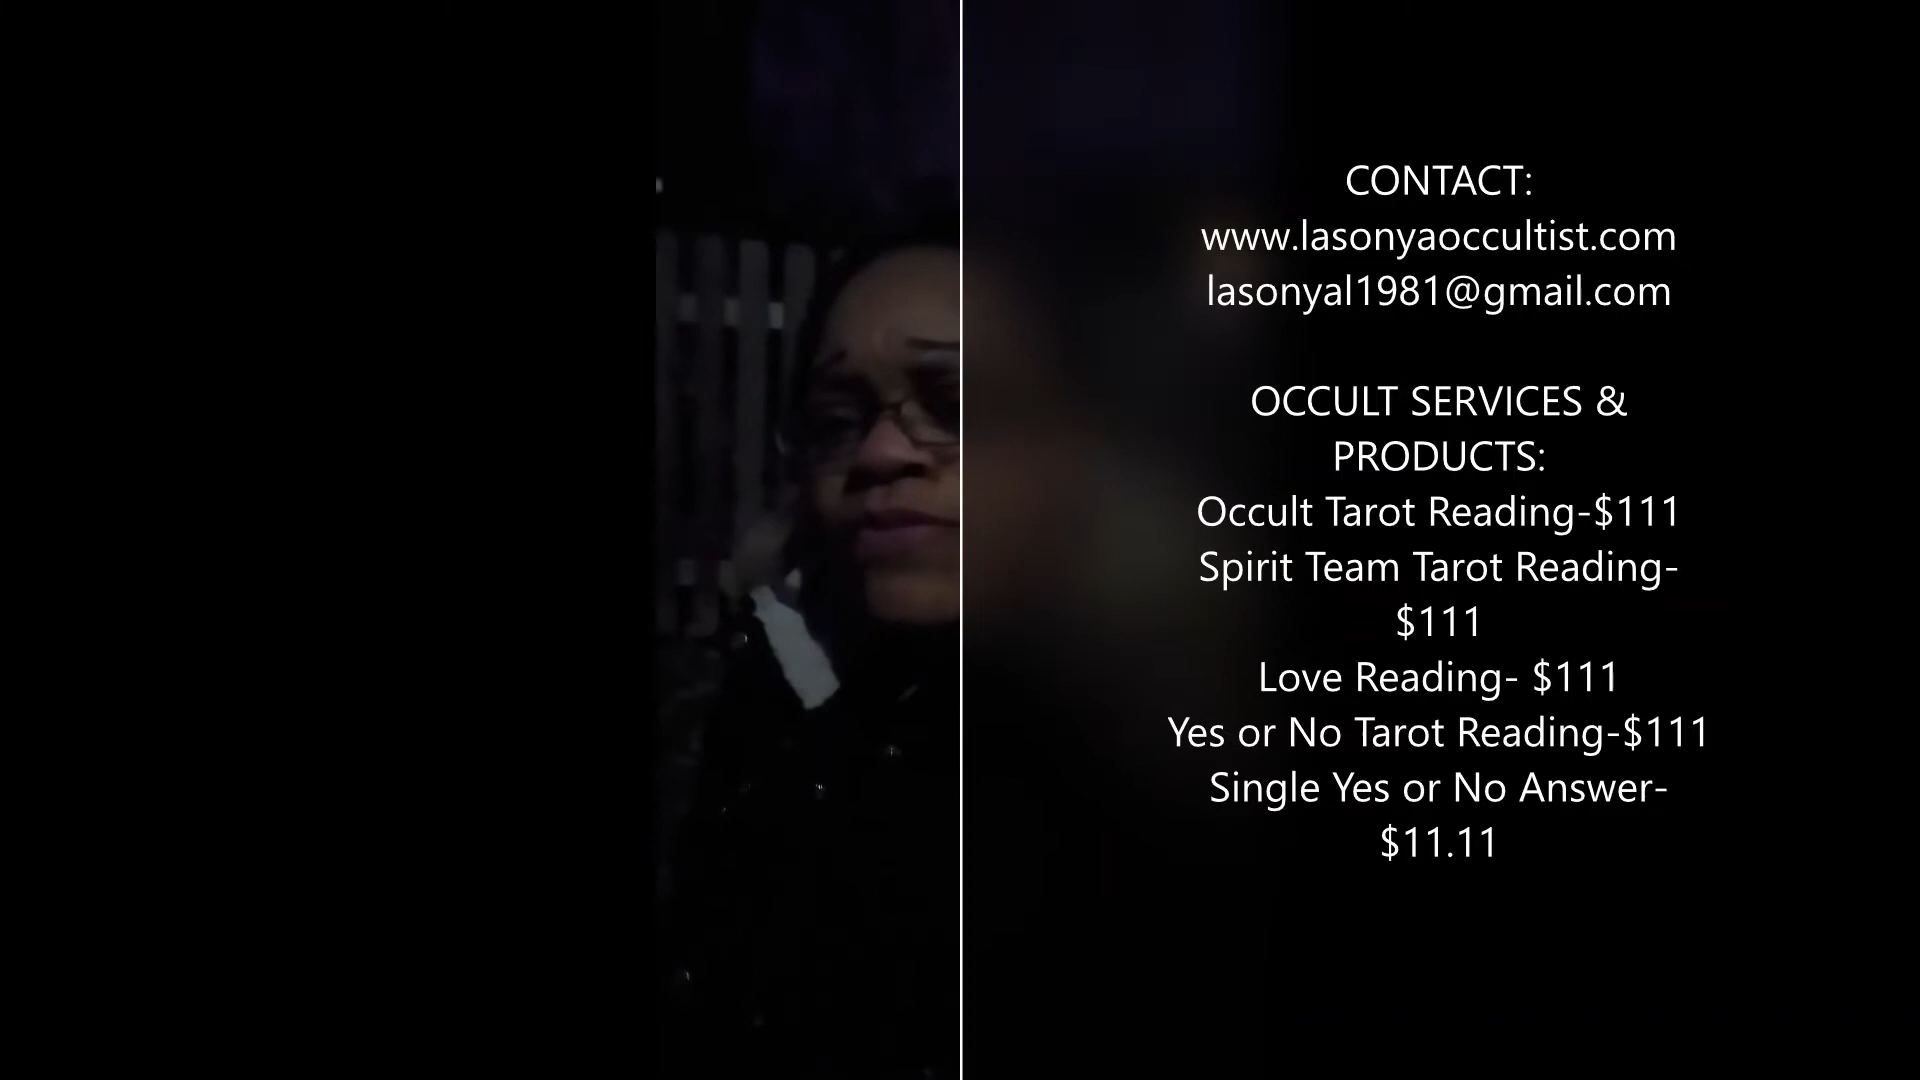 CONTACT:
www.lasonyaoccultist.com
lasonyal1981@gmail.com
OCCULT SERVICES &
PRODUCTS:
Occult Tarot Reading-$111
Spirit Team Tarot Reading-
$111
Love Reading- $111
Yes or No Tarot Reading-$111
Single Yes or No Answer-
$11.11